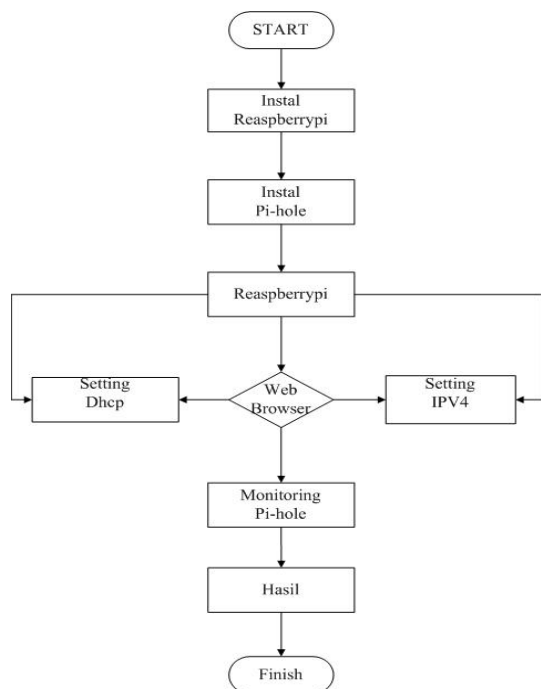 START
Instal
Reaspberrypi
Instal
Pi-hole
Reaspberrypi
Setting
Dhcp
Web
Browser
Setting
IPV4
Monitoring
Pi-hole
Hasil
Finish